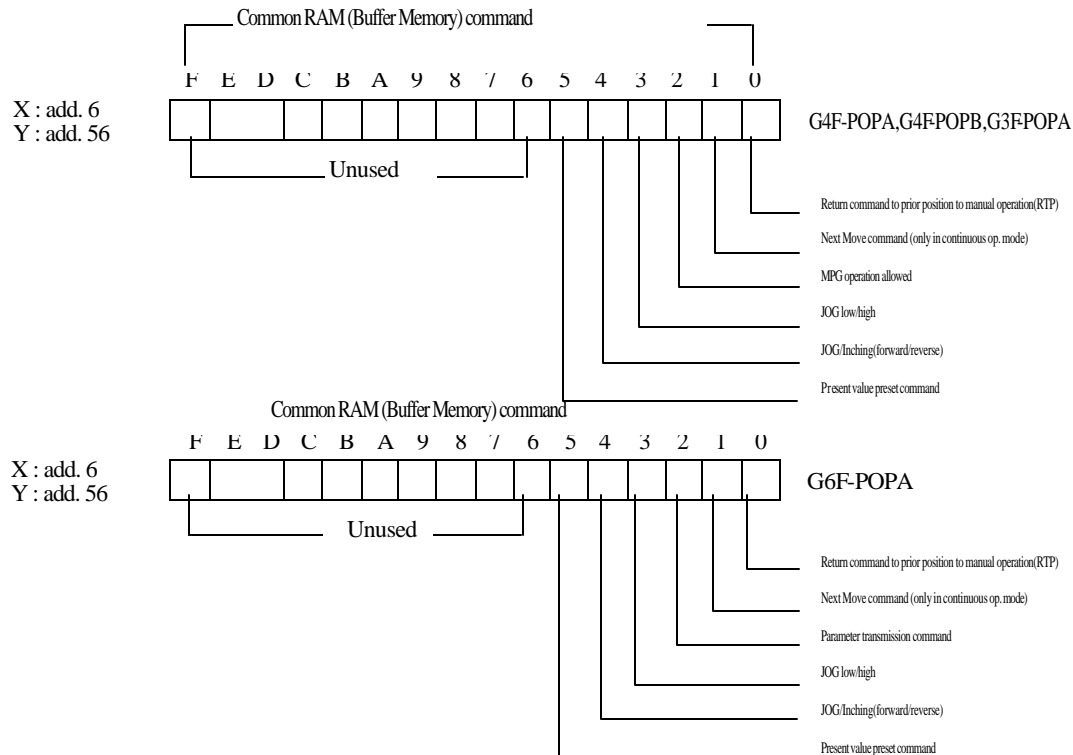 Common RAM (Buffer Memory) command
F E D C B A 9 8 7 6 5 4 3 2 1 0
X : add. 6
Y : add. 56
G4F-POPA,G4F-POPB,G3F-POPA
Unused
Return command to prior position to manual operation(RTP)
Next Move command (only in continuous op. mode)
MPG operation allowed
JOG low/high
JOG/Inching(forward/reverse)
Present value preset command
Common RAM (Buffer Memory) command
F E D C B A 9 8 7 6 5 4 3 2 1 0
X : add. 6
Y : add. 56
G6F-POPA
Unused
Return command to prior position to manual operation(RTP)
Next Move command (only in continuous op. mode)
Parameter transmission command
JOG low/high
JOG/Inching(forward/reverse)
Present value preset command